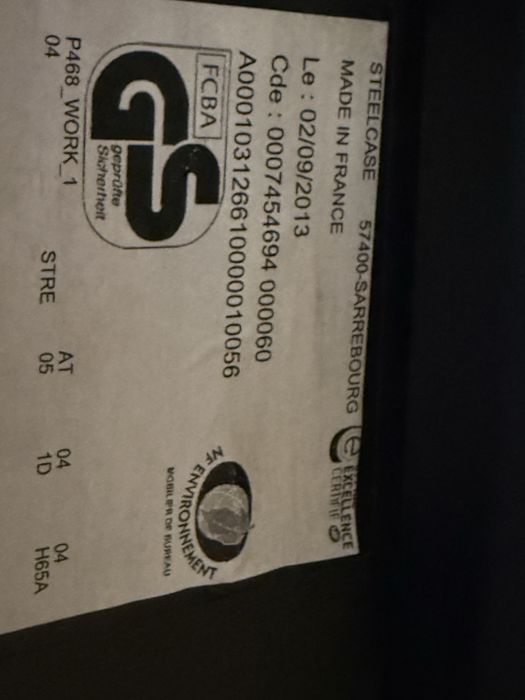 STEELCASE 57400-SARREBOURG
MADE IN FRANCE
e EXCELLENCE
CERTIFIÉ
Le : 02/09/2013
Cde : 0007454694 000060
A000103126610000010056
FCBA
GS
geprüfte
Sicherheit
NF ENVIRONNEMENT
MOBILIER DE BUREAU
P468_WORK_1 STRE AT 04 04
04 05 1D H65A